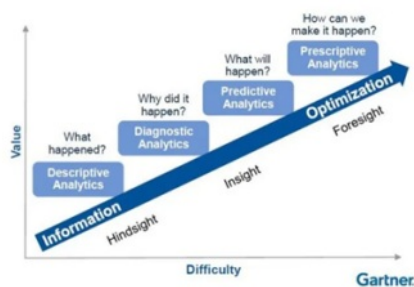 How can we
make it happen?
Prescriptive
Analytics
What will
happen?
Predictive
Analytics
Optimization
Why did it
happen?
Diagnostic
Analytics
Foresight
What
happened?
Descriptive
Analytics
Insight
Information
Hindsight
Value
Difficulty
Gartner